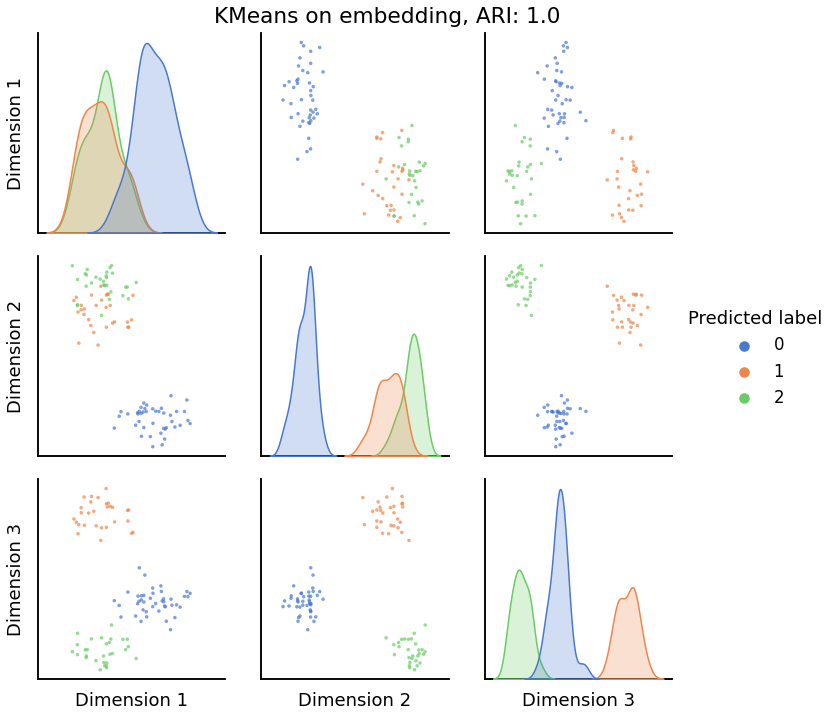 KMeans on embedding, ARI: 1.0
Dimension 1
Dimension 2
Predicted label
0
1
2
Dimension 3
Dimension 1
Dimension 2
Dimension 3